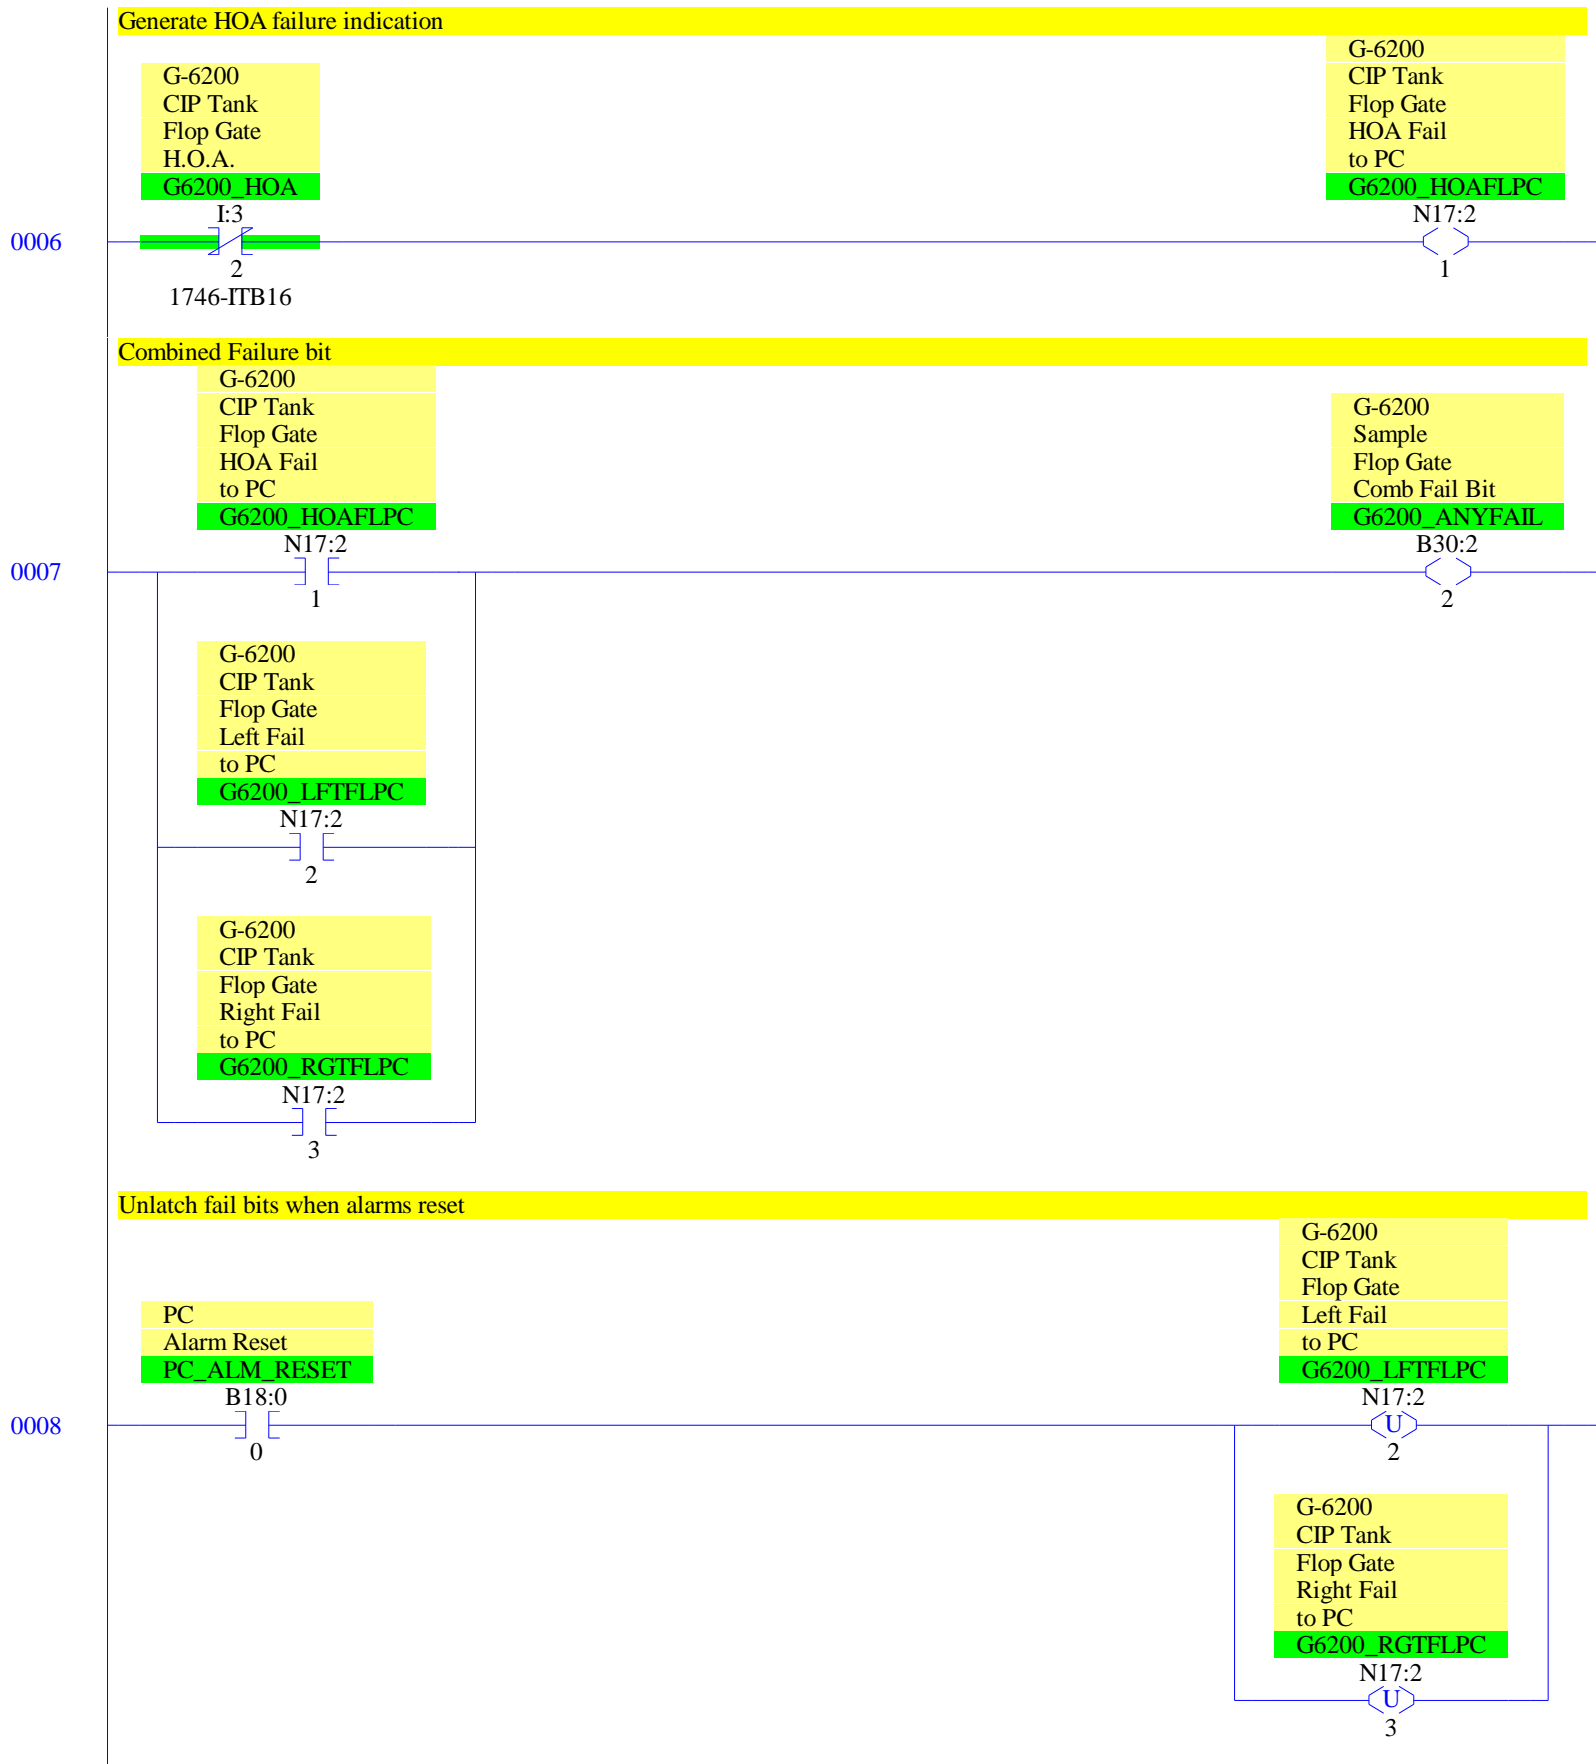 Generate HOA failure indication
G-6200
CIP Tank
Flop Gate
H.O.A.
G6200_HOA
I:3
2
1746-ITB16
G-6200
CIP Tank
Flop Gate
HOA Fail
to PC
G6200_HOAFLPC
N17:2
1
0006
Combined Failure bit
G-6200
CIP Tank
Flop Gate
HOA Fail
to PC
G6200_HOAFLPC
N17:2
1
G-6200
Sample
Flop Gate
Comb Fail Bit
G6200_ANYFAIL
B30:2
2
0007
G-6200
CIP Tank
Flop Gate
Left Fail
to PC
G6200_LFTFLPC
N17:2
2
G-6200
CIP Tank
Flop Gate
Right Fail
to PC
G6200_RGTFLPC
N17:2
3
Unlatch fail bits when alarms reset
PC
Alarm Reset
PC_ALM_RESET
B18:0
0
G-6200
CIP Tank
Flop Gate
Left Fail
to PC
G6200_LFTFLPC
N17:2
U
2
0008
G-6200
CIP Tank
Flop Gate
Right Fail
to PC
G6200_RGTFLPC
N17:2
U
3